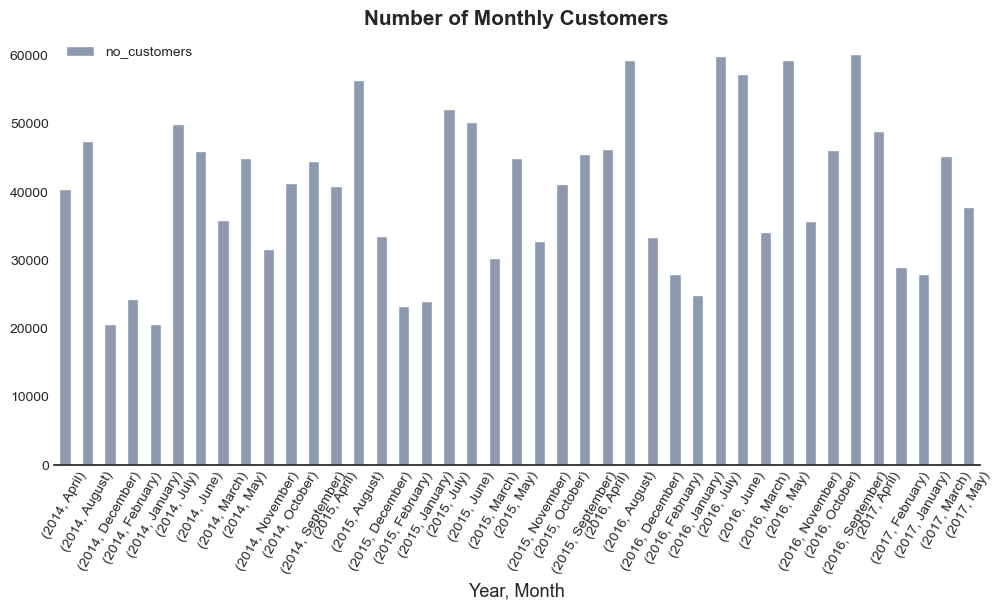 Number of Monthly Customers
no_customers
60000
50000
40000
30000
20000
10000
0
(2014, April)
(2014, August)
(2014, December)
(2014, February)
(2014, January)
(2014, July)
(2014, June)
(2014, March)
(2014, May)
(2014, November)
(2014, October)
(2014, September)
(2015, April)
(2015, August)
(2015, December)
(2015, February)
(2015, January)
(2015, July)
(2015, June)
(2015, March)
(2015, May)
(2015, November)
(2015, October)
(2015, September)
(2016, April)
(2016, August)
(2016, December)
(2016, February)
(2016, January)
(2016, July)
(2016, June)
(2016, March)
(2016, May)
(2016, November)
(2016, October)
(2016, September)
(2017, April)
(2017, February)
(2017, January)
(2017, March)
(2017, May)
Year, Month